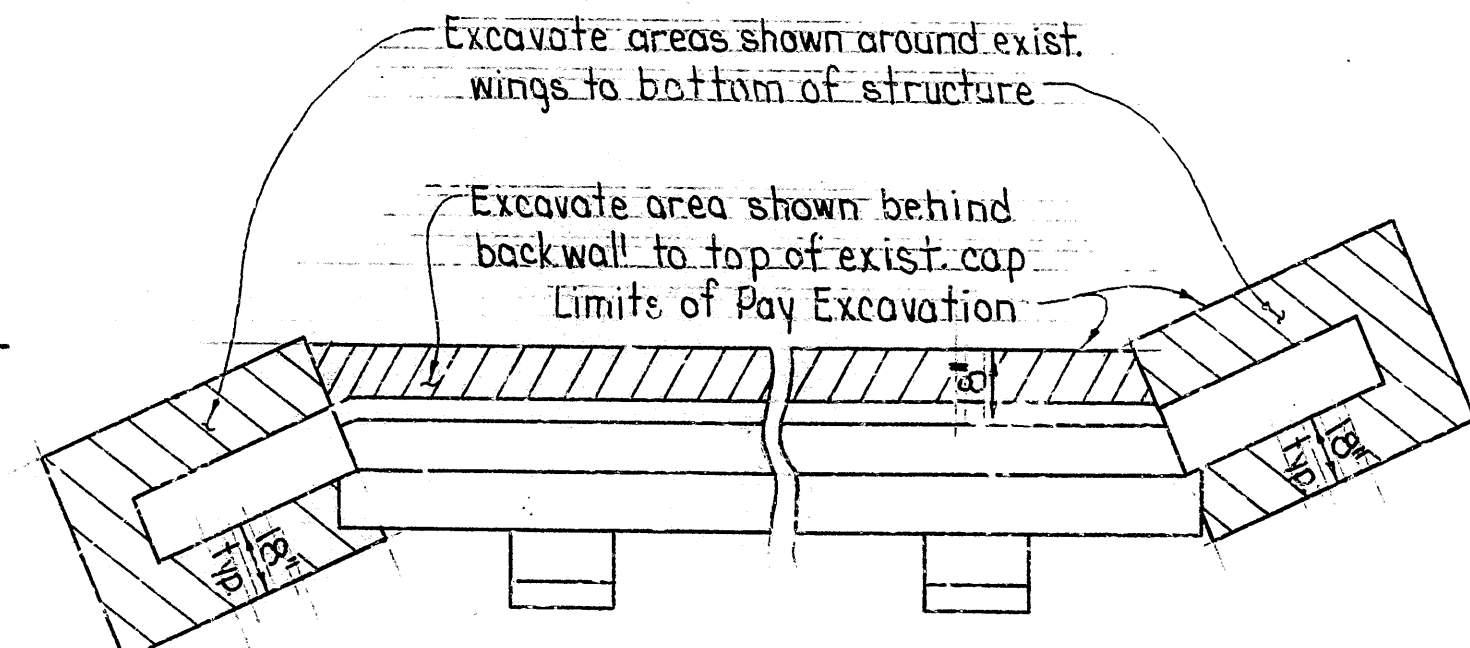 Excavate areas shown around exist.
wings to bottom of structure
Excavate area shown behind
backwall to top of exist. cap
Limits of Pay Excavation
18"
18"
typ.
18"
typ.